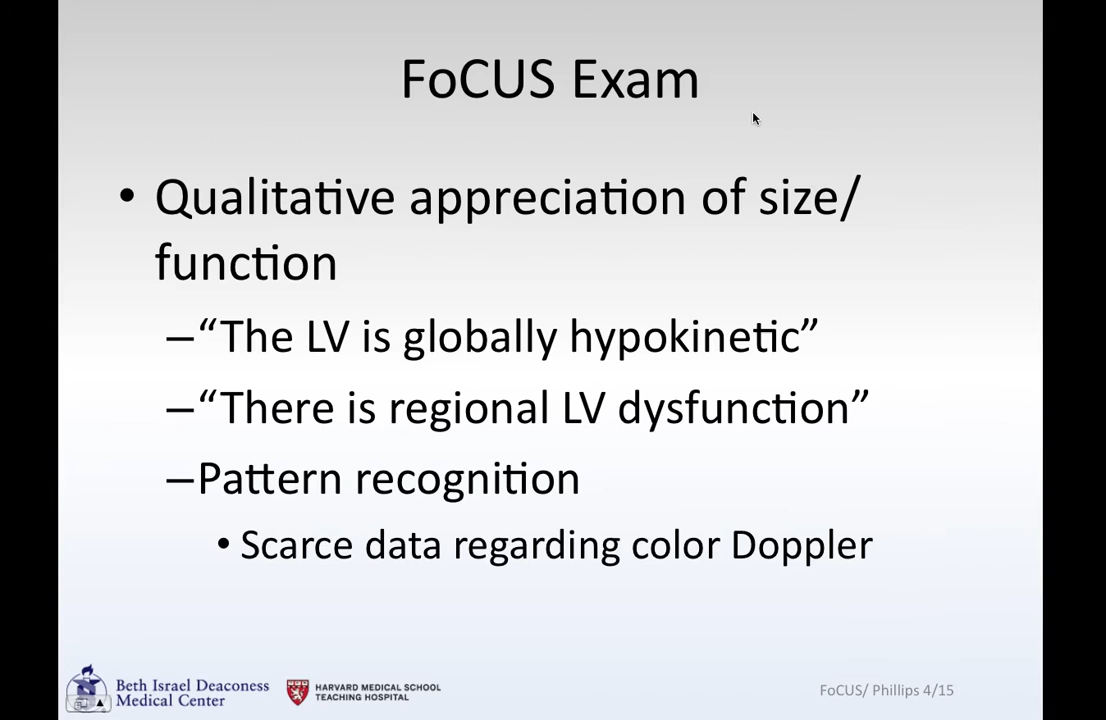 FoCUS Exam
• Qualitative appreciation of size/
function
–“The LV is globally hypokinetic”
–“There is regional LV dysfunction”
–Pattern recognition
• Scarce data regarding color Doppler
Beth Israel Deaconess
Medical Center
HARVARD MEDICAL SCHOOL
TEACHING HOSPITAL
FoCUS/ Phillips 4/15